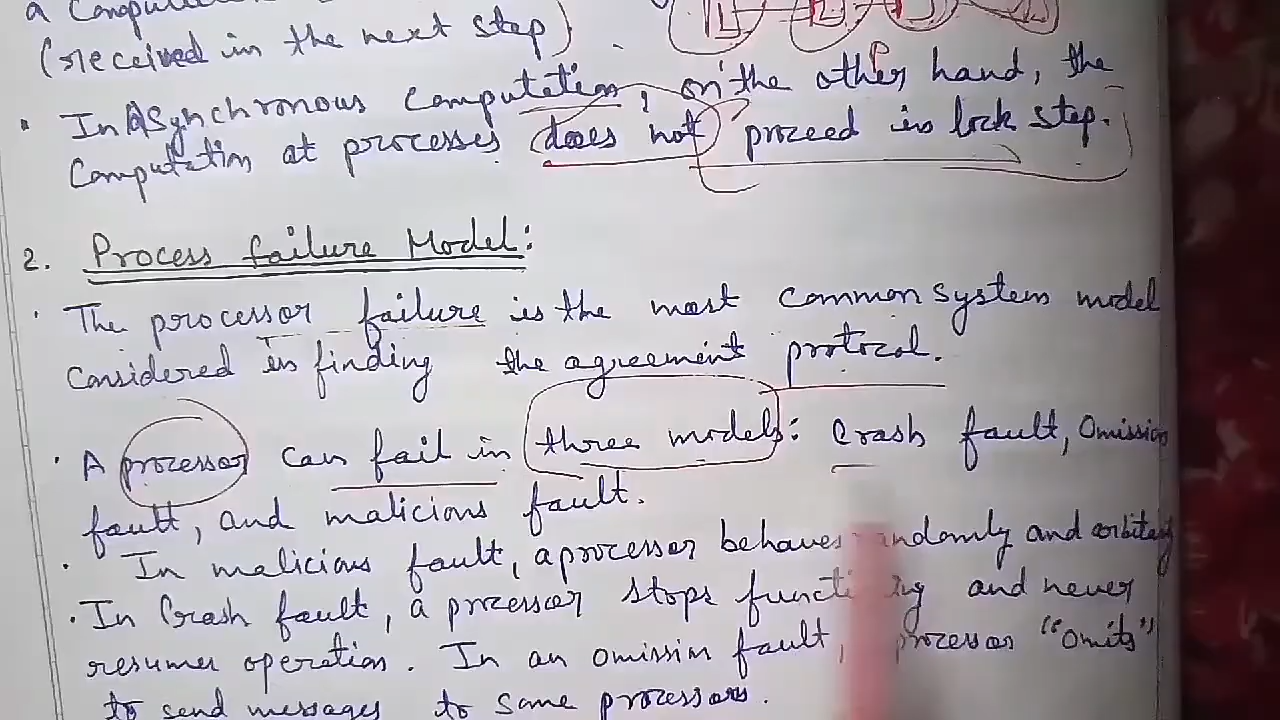 a Computation
(received in the next step)
• In ASynchronous Computation, on the other hand, the
Computation at processes does not proceed in lock step.
2. Process failure Model:
• The processor failure is the most common system model
Considered in finding the agreement protocol.
• A processor can fail in three models: Crash fault, Omission
fault, and malicious fault.
• In malicious fault, a processor behaves randomly and orbitary
• In Crash fault, a processor stops functi ng and never
resumes operation. In an omission fault, processor "omits"
to send messages to some processors.